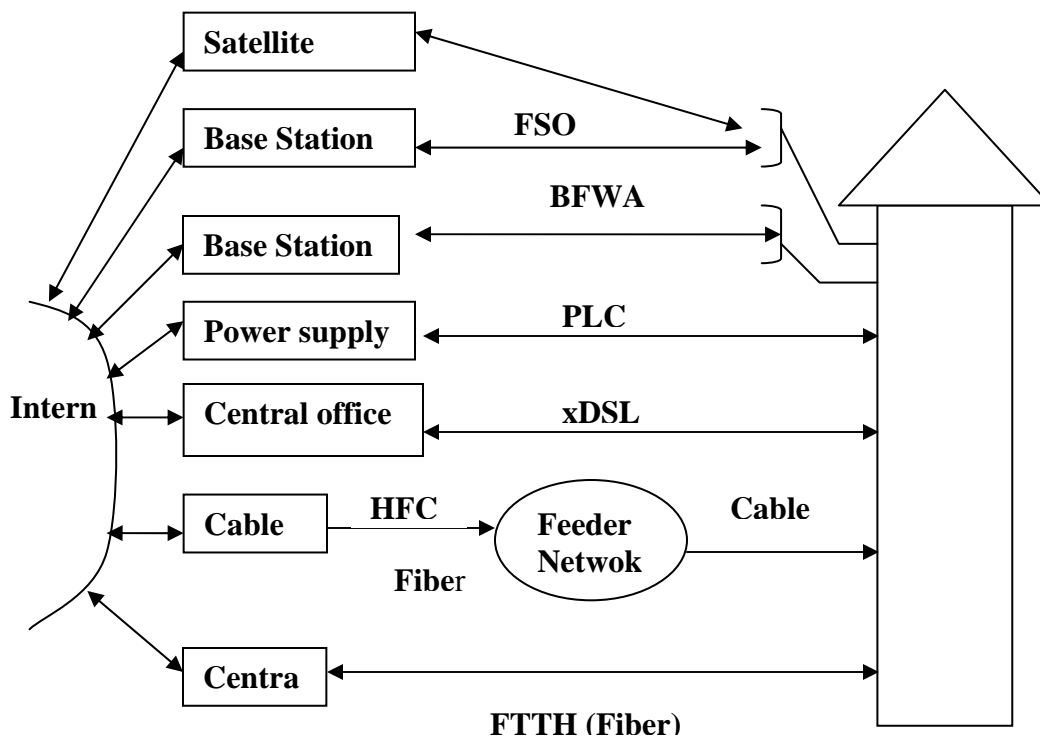 Satellite
Base Station
FSO
BFWA
Base Station
Power supply
PLC
Intern
Central office
xDSL
Cable
HFC
Fiber
Feeder
Netwok
Cable
Centra
FTTH (Fiber)